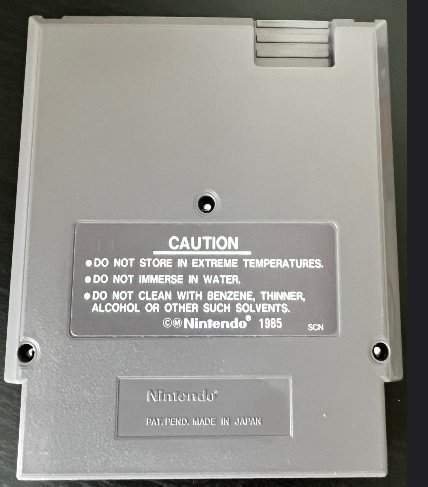 CAUTION
●DO NOT STORE IN EXTREME TEMPERATURES.
●DO NOT IMMERSE IN WATER.
●DO NOT CLEAN WITH BENZENE, THINNER,
ALCOHOL OR OTHER SUCH SOLVENTS.
©Ⓜ Nintendo® 1985 SCN
Nintendo®
PAT. PEND. MADE IN JAPAN